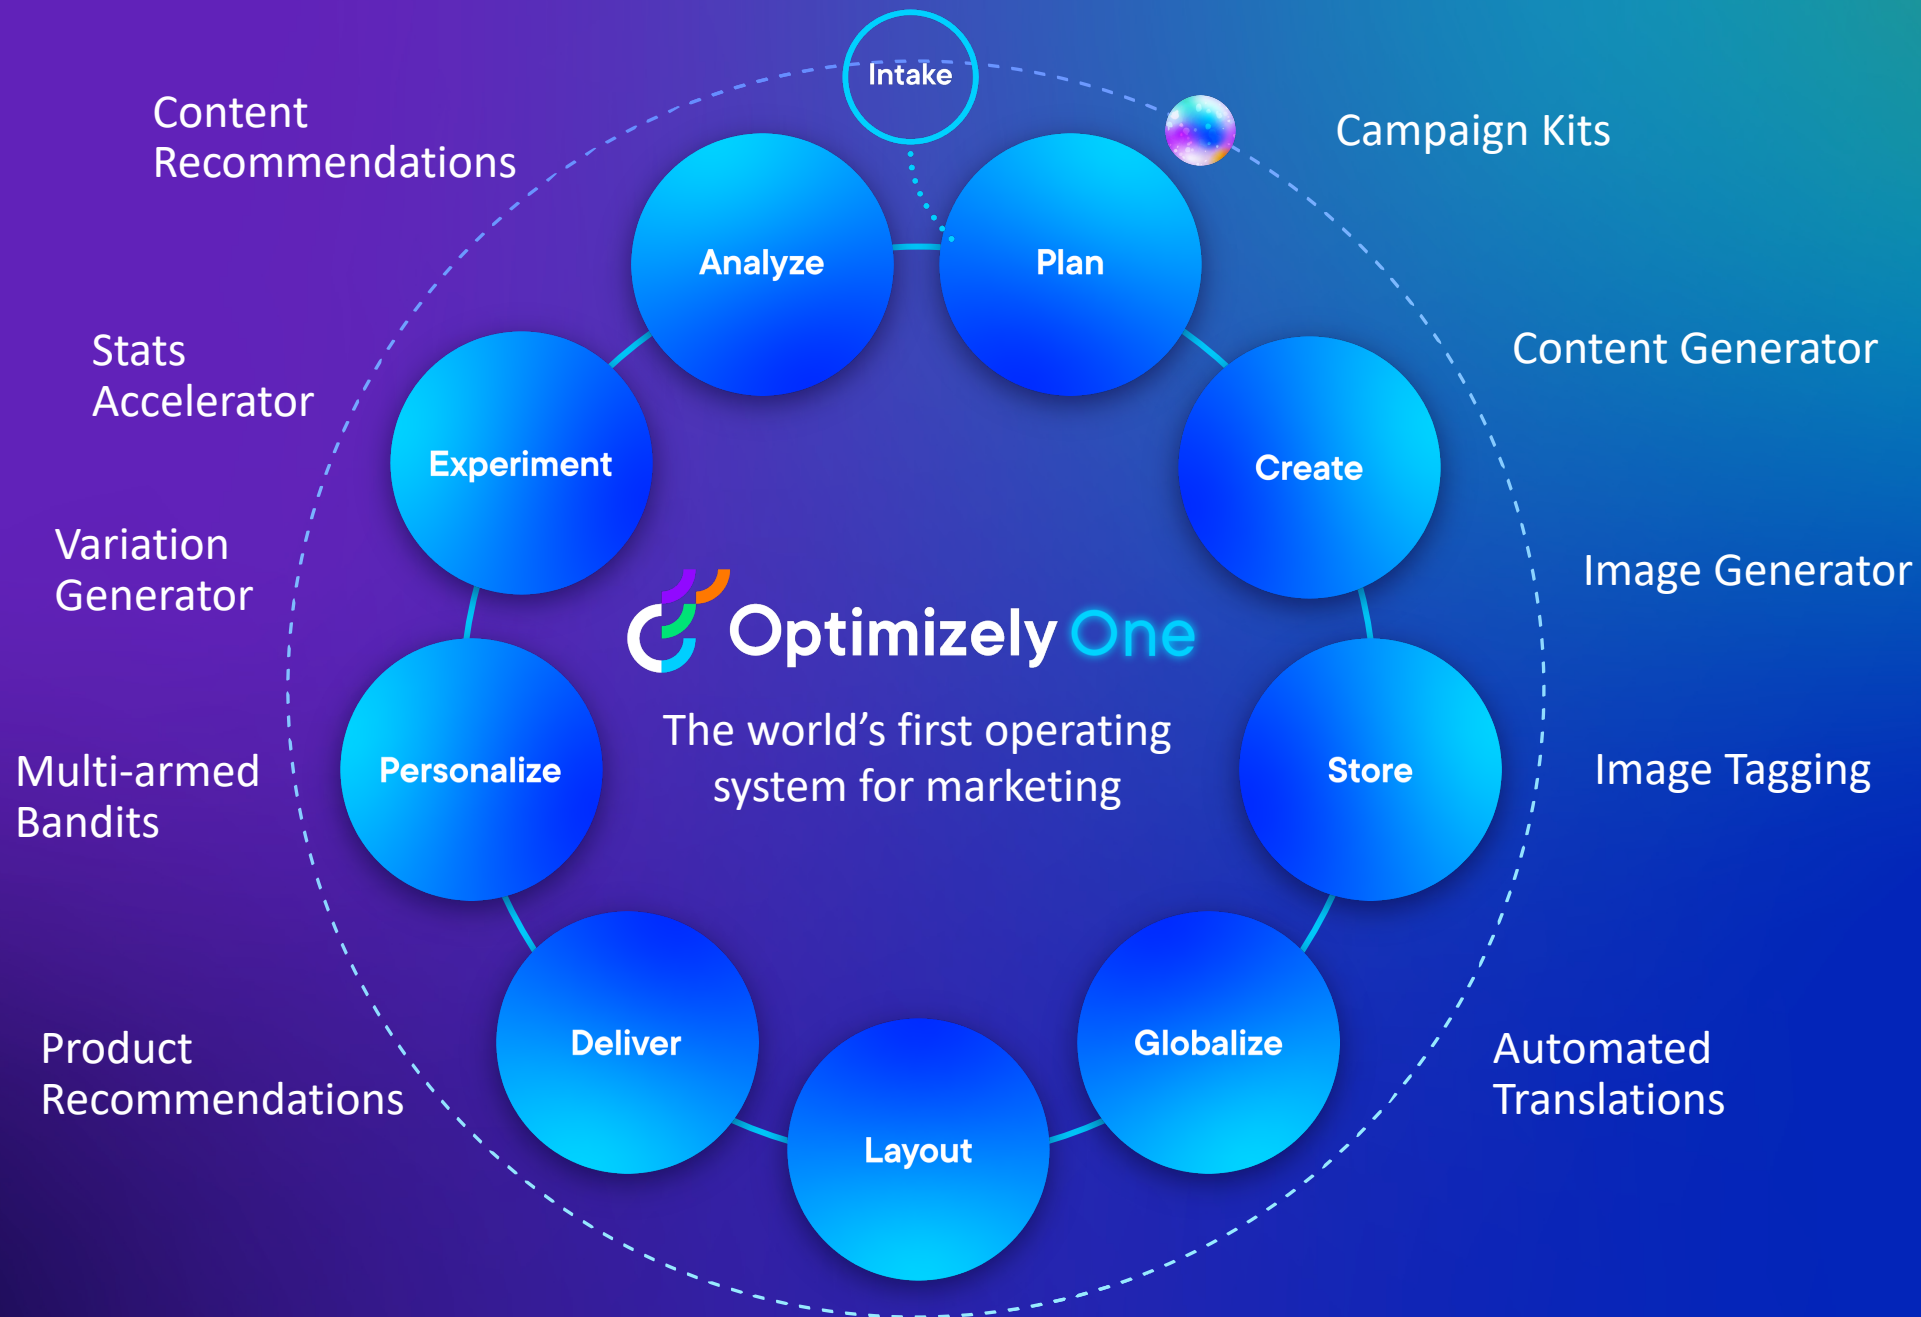 Intake
Content
Recommendations
Campaign Kits
Analyze
Plan
Stats
Accelerator
Content Generator
Experiment
Create
Variation
Generator
Image Generator
Optimizely One
The world's first operating
system for marketing
Multi-armed
Bandits
Personalize
Store
Image Tagging
Product
Recommendations
Deliver
Globalize
Automated
Translations
Layout